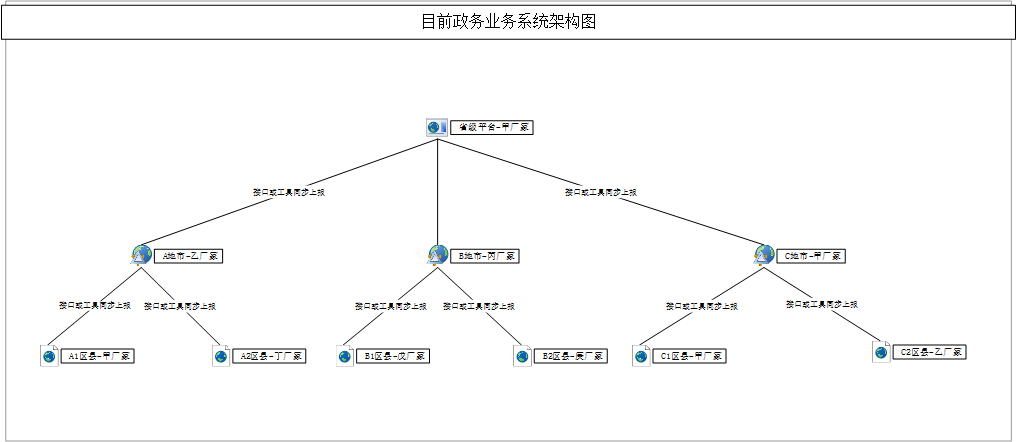 目前政务业务系统架构图
省级平台-甲厂家
接口或工具同步上报
接口或工具同步上报
A地市-乙厂家
B地市-丙厂家
C地市-甲厂家
接口或工具同步上报
接口或工具同步上报
接口或工具同步上报
接口或工具同步上报
接口或工具同步上报
接口或工具同步上报
A1区县-甲厂家
A2区县-丁厂家
B1区县-戊厂家
B2区县-庚厂家
C1区县-甲厂家
C2区县-乙厂家